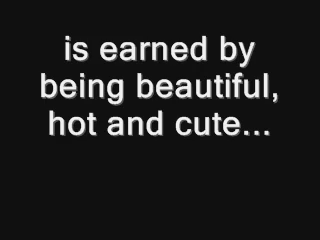 is earned by
being beautiful,
hot and cute...